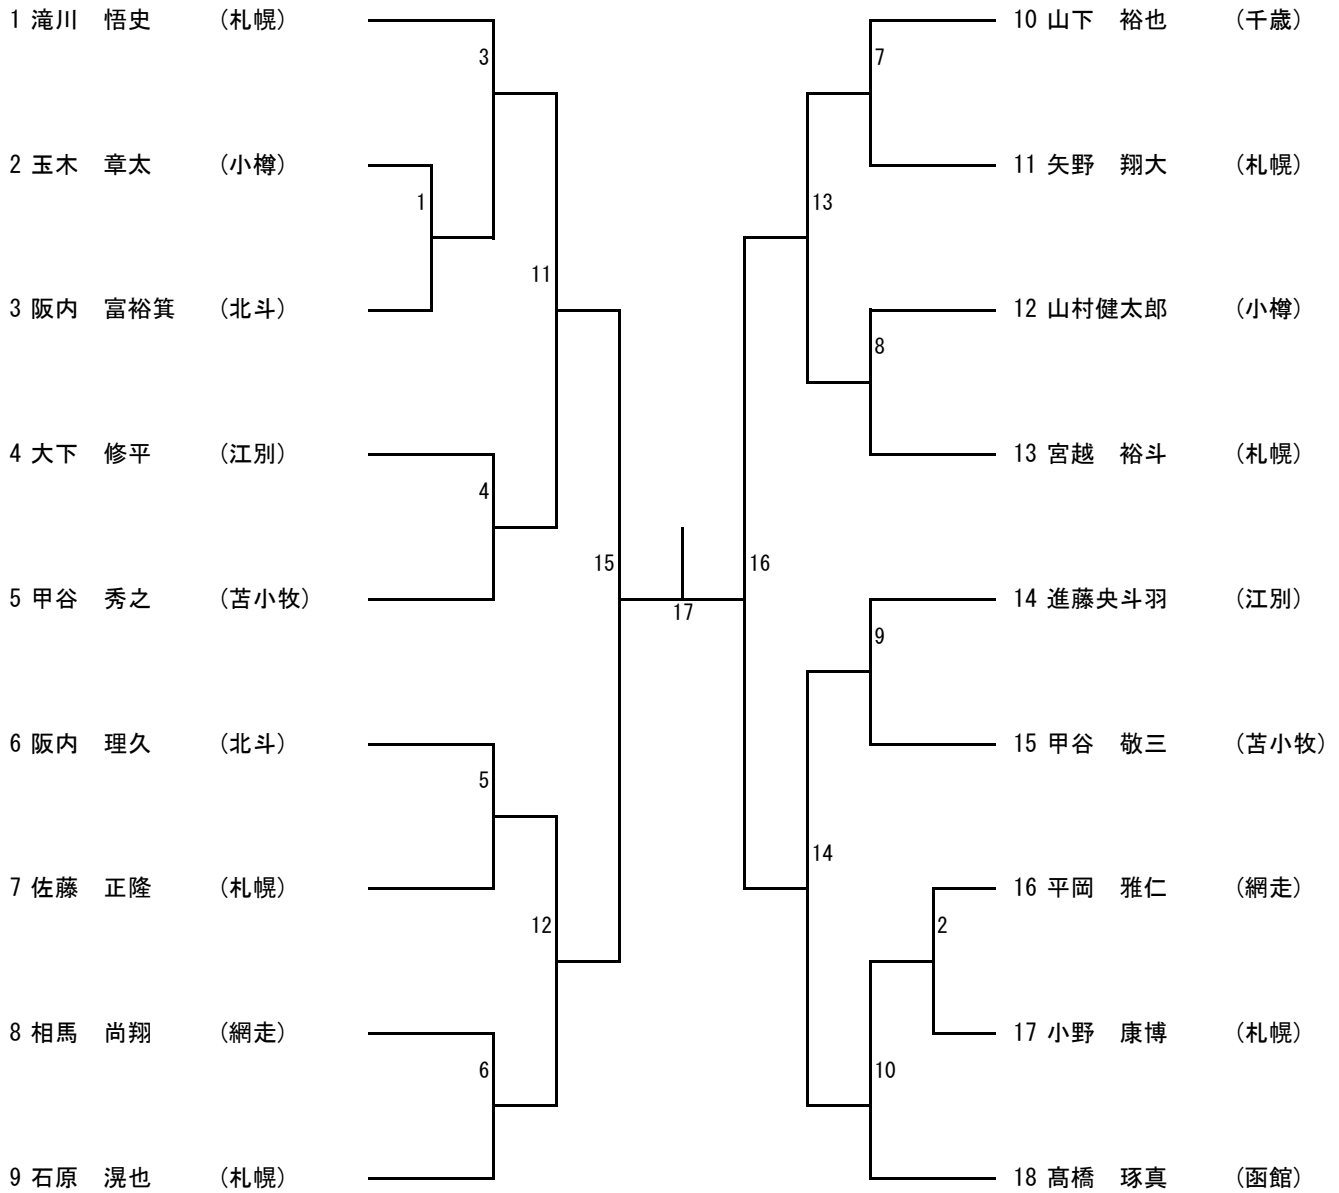 1 滝川　悟史　（札幌）
3
2 玉木　章太　（小樽）
1
11
3 阪内　富裕箕　（北斗）
4 大下　修平　（江別）
4
15
5 甲谷　秀之　（苫小牧）
6 阪内　理久　（北斗）
5
7 佐藤　正隆　（札幌）
12
8 相馬　尚翔　（網走）
6
9 石原　滉也　（札幌）
17
10 山下　裕也　（千歳）
7
11 矢野　翔大　（札幌）
13
12 山村健太郎　（小樽）
8
13 宮越　裕斗　（札幌）
16
14 進藤央斗羽　（江別）
9
15 甲谷　敬三　（苫小牧）
14
16 平岡　雅仁　（網走）
2
17 小野　康博　（札幌）
10
18 髙橋　琢真　（函館）